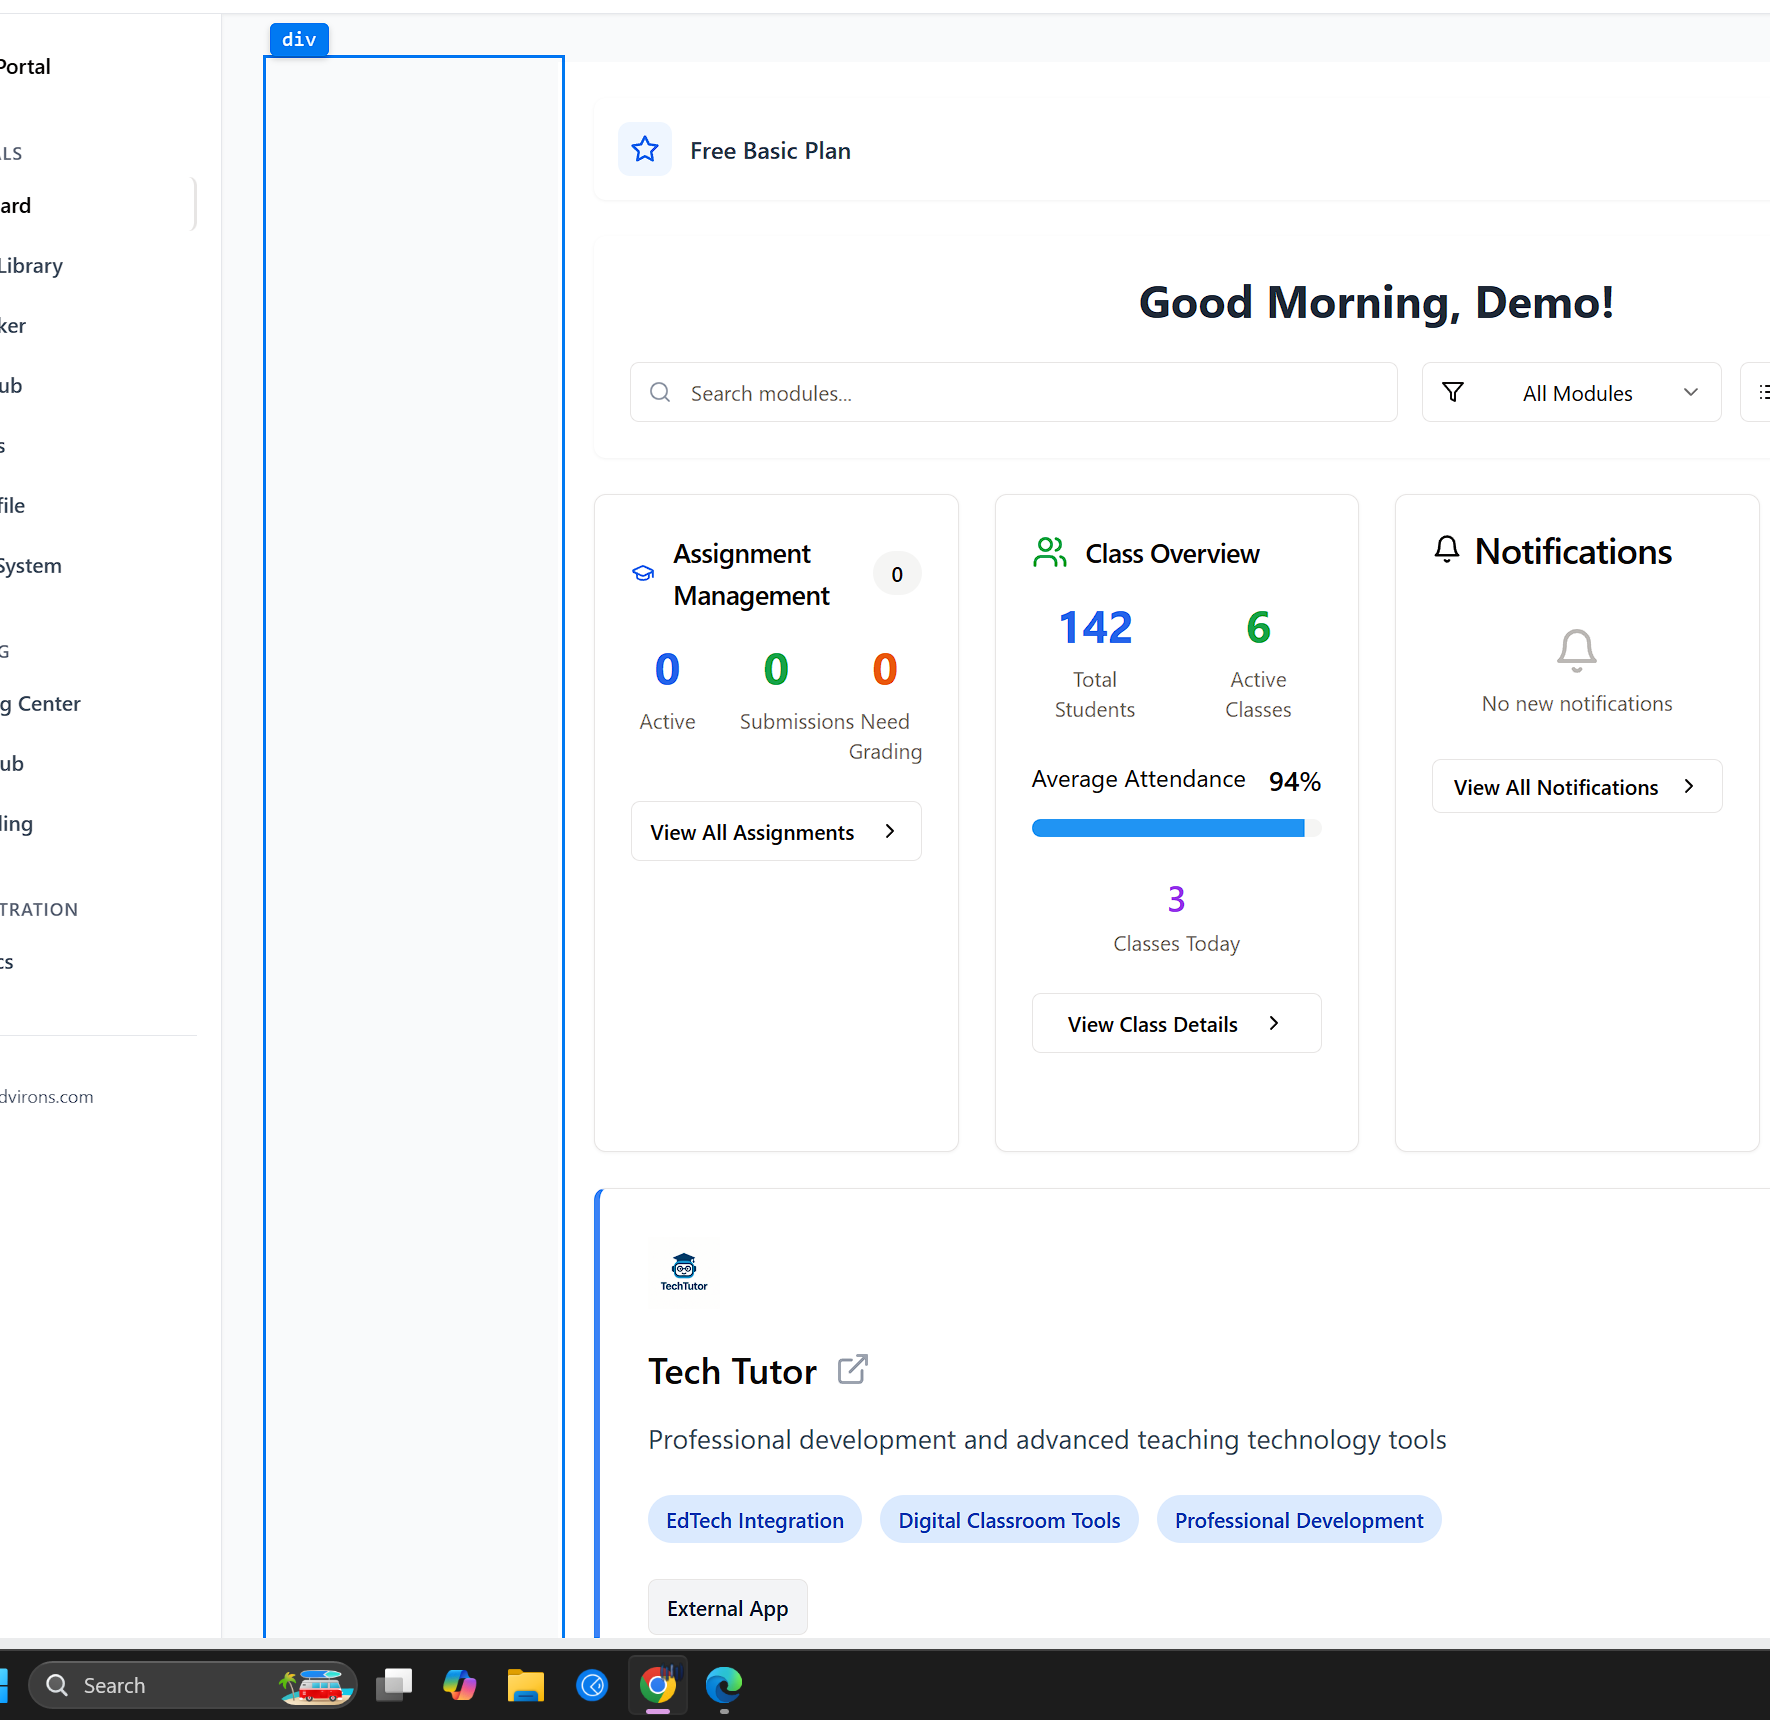 div
Portal
LS
ard
Library
ker
ub
s
file
System
G
g Center
ub
ling
TRATION
cs
dvirons.com
Free Basic Plan
Good Morning, Demo!
Search modules...
All Modules
Assignment
Management
0
0
0
0
Active
Submissions
Need
Grading
View All Assignments
Class Overview
142
6
Total
Students
Active
Classes
Average Attendance
94%
3
Classes Today
View Class Details
Notifications
No new notifications
View All Notifications
TechTutor
Tech Tutor
Professional development and advanced teaching technology tools
EdTech Integration
Digital Classroom Tools
Professional Development
External App
Search